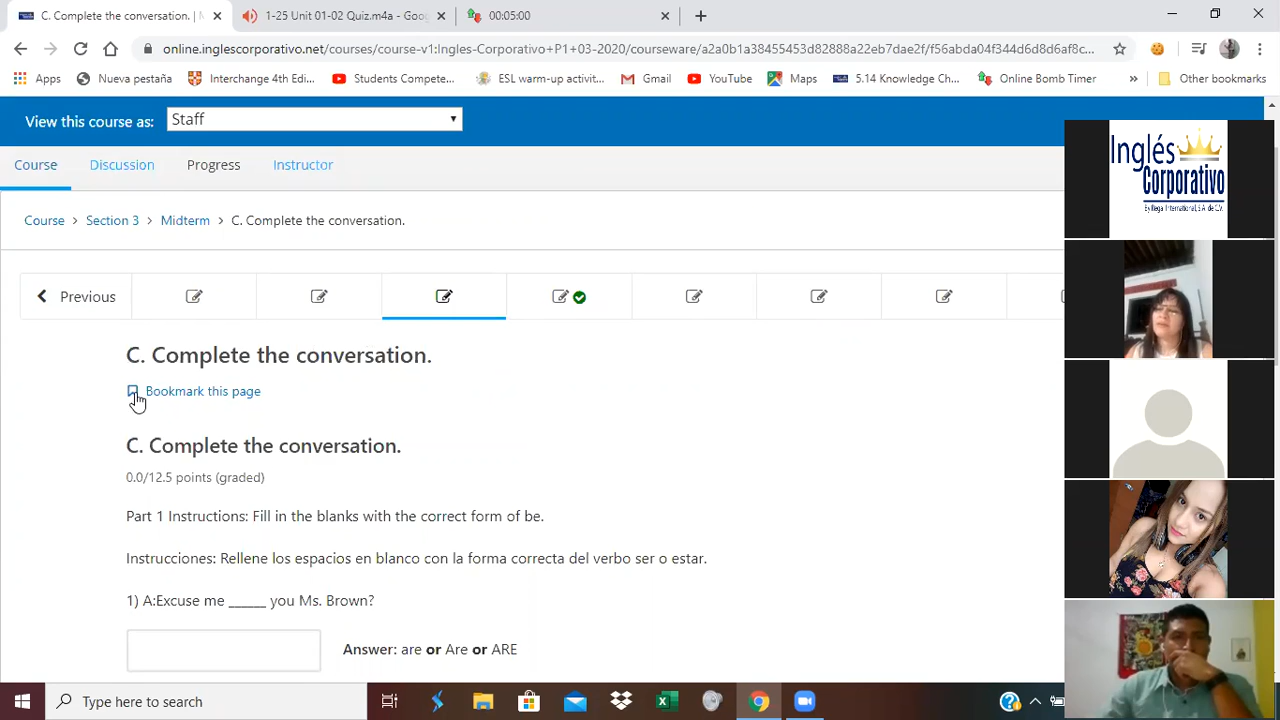 C. Complete the conversation. |
1-25 Unit 01-02 Quiz.m4a - Goo
00:05:00
online.inglescorporativo.net/courses/course-v1:Ingles-Corporativo+P1+03-2020/courseware/a2a0b1a38455453d82888a22eb7dae2f/f56abda04f344d6d8d6af8c...
Apps
Nueva pestaña
Interchange 4th Edi...
Students Compete...
ESL warm-up activit...
Gmail
YouTube
Maps
5.14 Knowledge Ch...
Online Bomb Timer
»
Other bookmarks
View this course as:
Staff
Course
Discussion
Progress
Instructor
Course > Section 3 > Midterm > C. Complete the conversation.
Previous
C. Complete the conversation.
Bookmark this page
C. Complete the conversation.
0.0/12.5 points (graded)
Part 1 Instructions: Fill in the blanks with the correct form of be.
Instrucciones: Rellene los espacios en blanco con la forma correcta del verbo ser o estar.
1) A:Excuse me ______ you Ms. Brown?
Answer: are or Are or ARE
Inglés
Corporativo
Type here to search